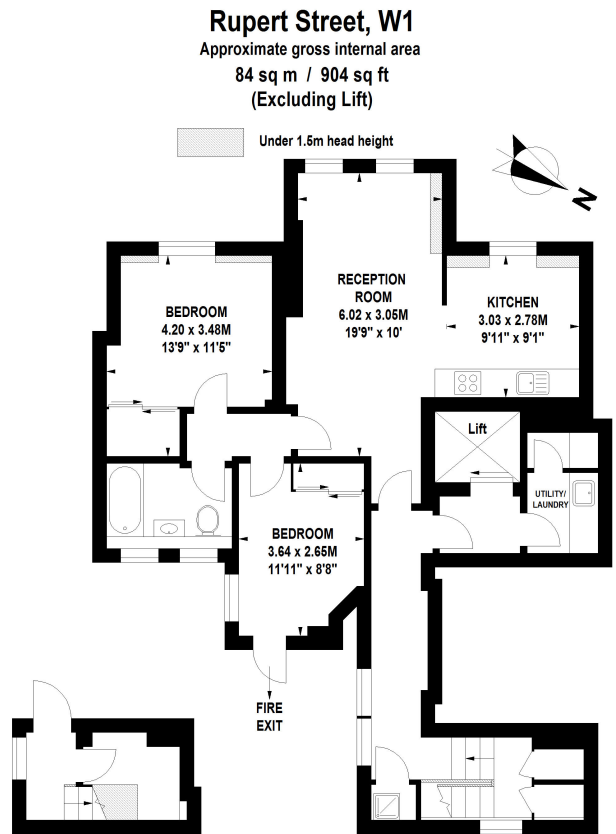 Rupert Street, W1
Approximate gross internal area
84 sq m / 904 sq ft
(Excluding Lift)
Under 1.5m head height
N
RECEPTION
ROOM
6.02 x 3.05M
19'9" x 10'
KITCHEN
3.03 x 2.78M
9'11" x 9'1"
BEDROOM
4.20 x 3.48M
13'9" x 11'5"
Lift
UTILITY/
LAUNDRY
BEDROOM
3.64 x 2.65M
11'11" x 8'8"
FIRE
EXIT